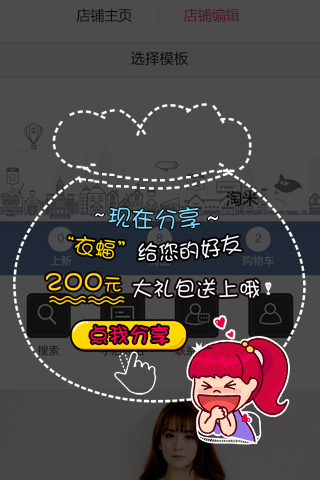 店铺主页 店铺编辑
选择模板
淘米
~现在分享~
“衣蝠”给您的好友
上新 购物车
200元大礼包送上哦!
点我分享
搜索